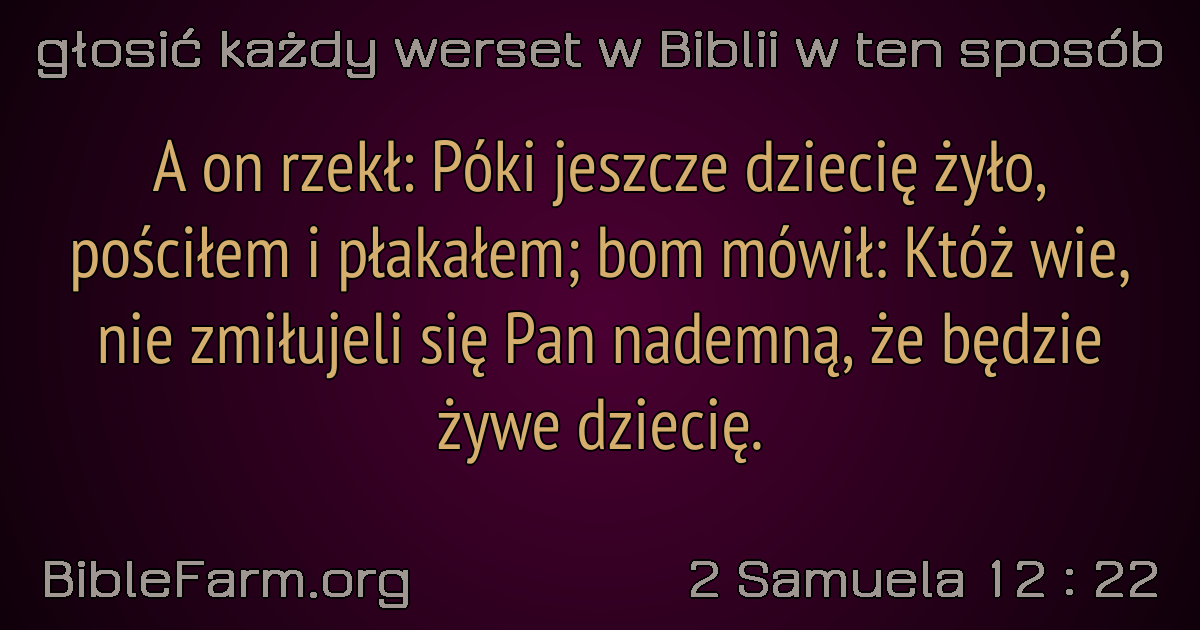 głosić każdy werset w Biblii w ten sposób
A on rzekł: Póki jeszcze dziecię żyło,
pościłem i płakałem; bom mówił: Któż wie,
nie zmiłujeli się Pan nademną, że będzie
żywe dziecię.
BibleFarm.org
2 Samuela 12 : 22